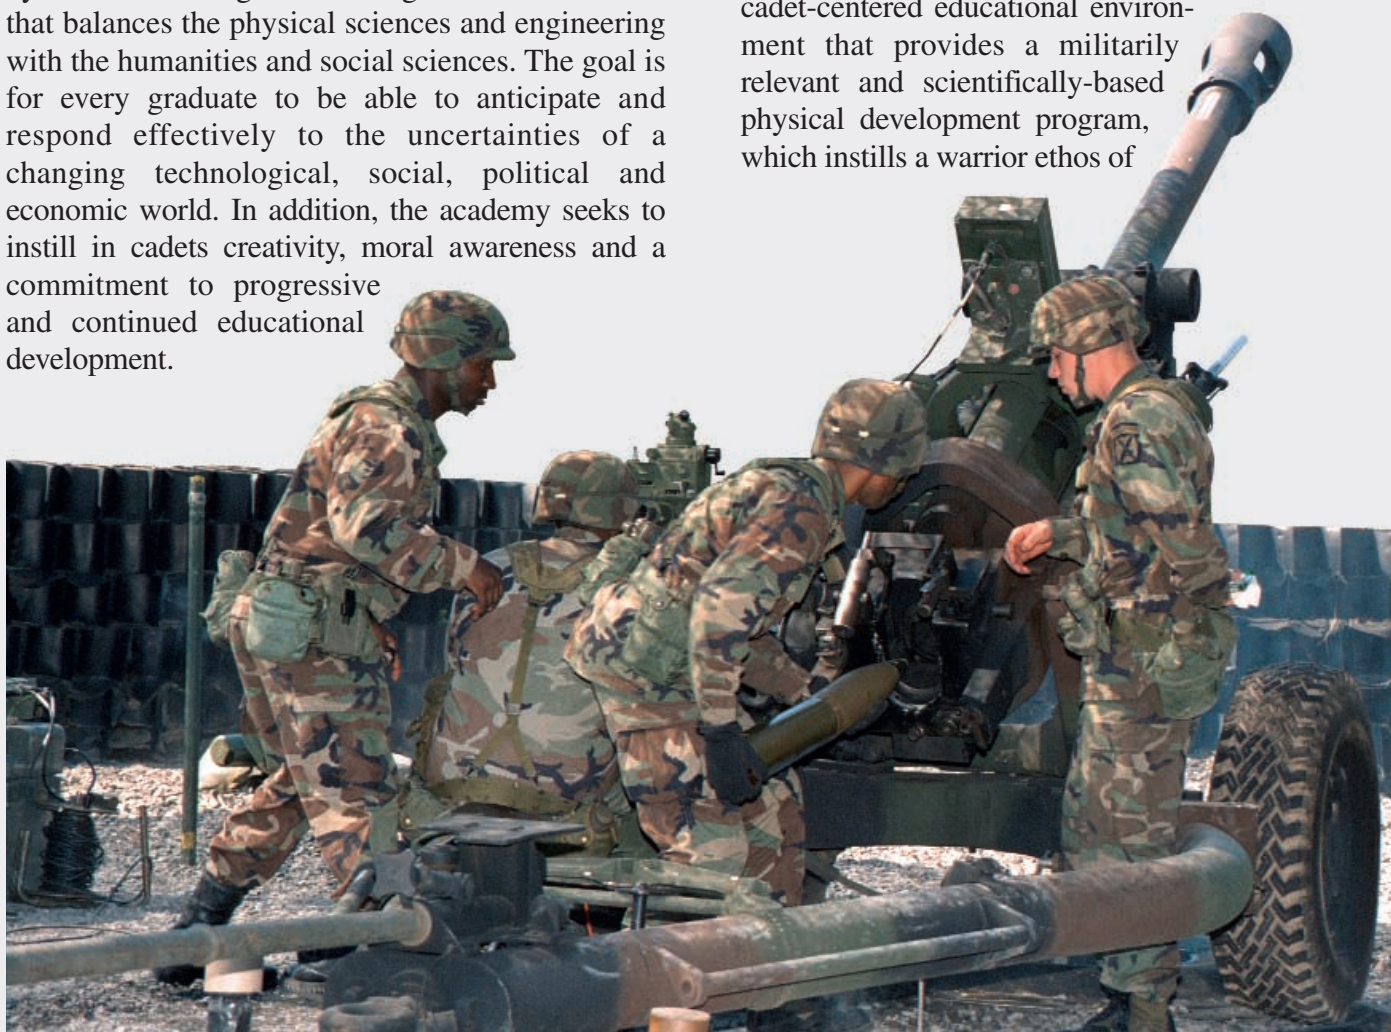 that balances the physical sciences and engineering
with the humanities and social sciences. The goal is
for every graduate to be able to anticipate and
respond effectively to the uncertainties of a
changing technological, social, political and
economic world. In addition, the academy seeks to
instill in cadets creativity, moral awareness and a
commitment to progressive
and continued educational
development.
cadet-centered educational environ-
ment that provides a militarily
relevant and scientifically-based
physical development program,
which instills a warrior ethos of